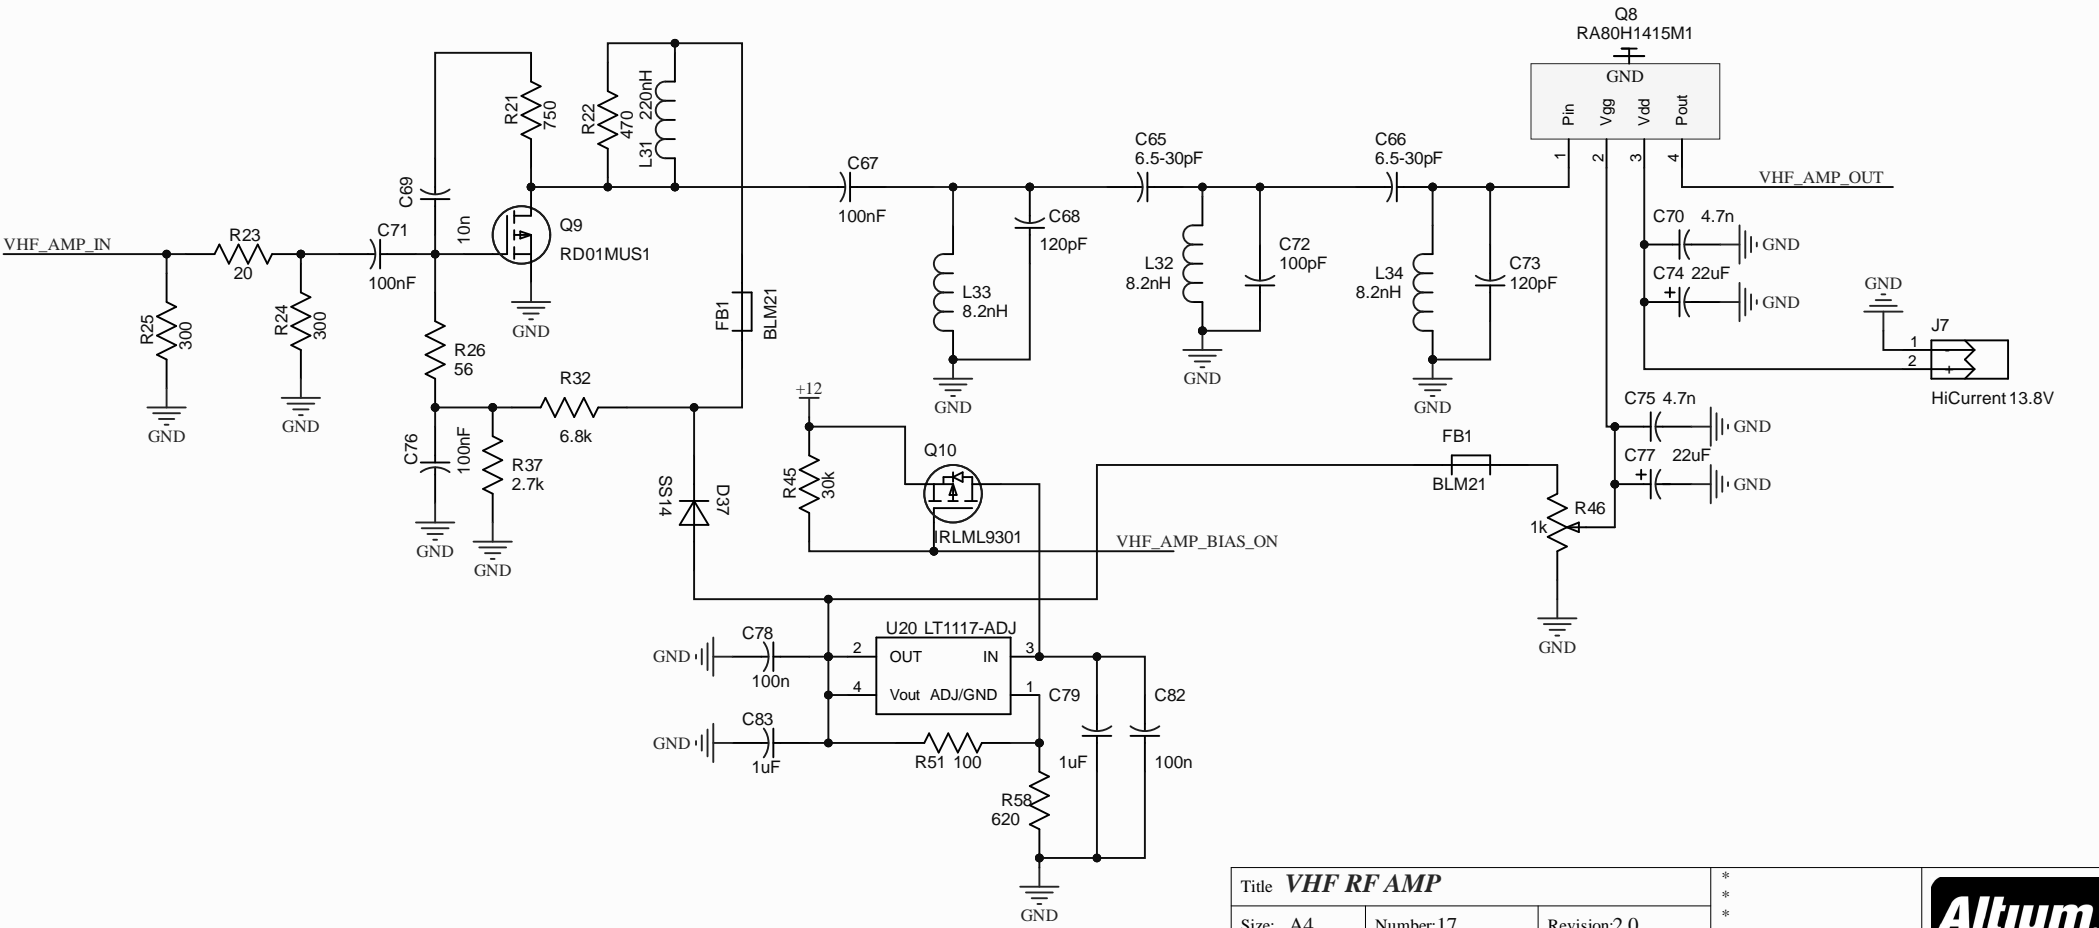 Q8
RA80H1415M1
GND
Pin
Vgg
Vdd
Pout
1
2
3
4
VHF_AMP_OUT
R21
750
R22
470
L31
220nH
C69
10n
Q9
RD01MUS1
GND
VHF_AMP_IN
R23
20
C71
100nF
R25
300
GND
R24
300
GND
R26
56
C76
100nF
GND
R37
2.7k
GND
R32
6.8k
FB1
BLM21
C67
100nF
L33
8.2nH
C68
120pF
GND
C65
6.5-30pF
L32
8.2nH
C72
100pF
GND
C66
6.5-30pF
L34
8.2nH
C73
120pF
GND
C70 4.7n
GND
C74 22uF
+
GND
GND
J7
1
2
-
+
HiCurrent 13.8V
C75 4.7n
GND
C77 22uF
+
GND
FB1
BLM21
R46
1k
GND
SS14
D37
+12
R45
30k
Q10
IRLML9301
VHF_AMP_BIAS_ON
U20 LT1117-ADJ
2
OUT
IN
3
4
Vout
ADJ/GND
1
GND
C78
100n
GND
C83
1uF
R51 100
R58
620
C79
1uF
C82
100n
GND
Title VHF RF AMP
Size: A4
Number:17
Revision:2.0
*
*
*
Altium